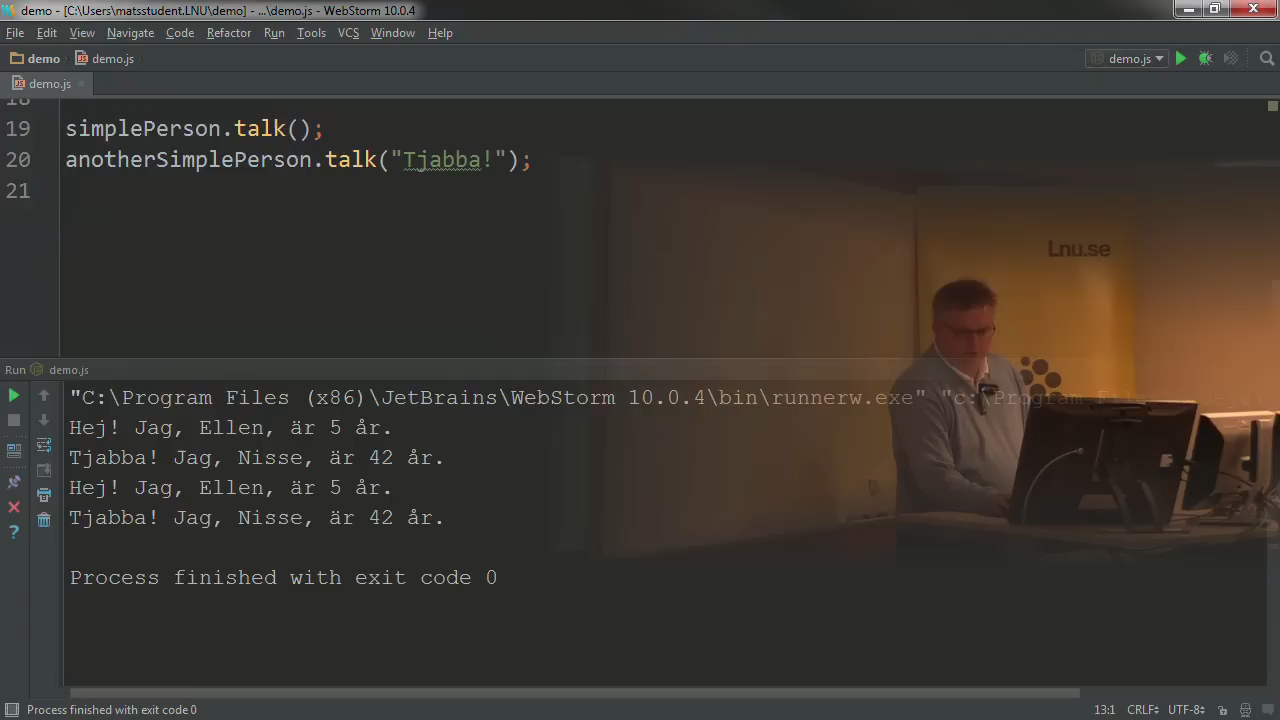 demo - [C:\Users\matsstudent.LNU\demo] - ...\demo.js - WebStorm 10.0.4
File Edit View Navigate Code Refactor Run Tools VCS Window Help
demo demo.js demo.js
demo.js
18
19 simplePerson.talk();
20 anotherSimplePerson.talk("Tjabba!");
21
Lnu.se
Run demo.js
"C:\Program Files (x86)\JetBrains\WebStorm 10.0.4\bin\runnerw.exe" "c:\Program
Hej! Jag, Ellen, är 5 år.
Tjabba! Jag, Nisse, är 42 år.
Hej! Jag, Ellen, är 5 år.
Tjabba! Jag, Nisse, är 42 år.
Process finished with exit code 0
Process finished with exit code 0 13:1 CRLF UTF-8